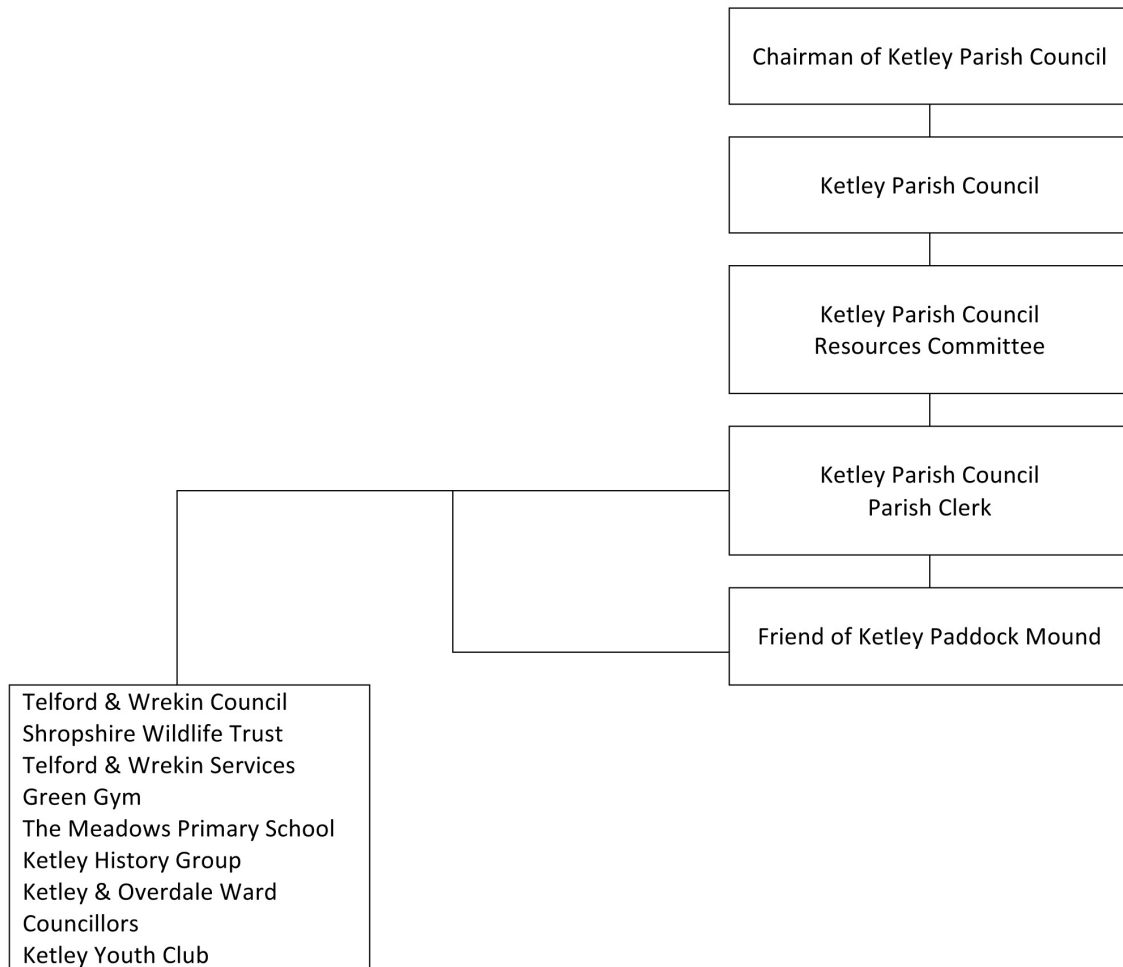 Chairman of Ketley Parish Council
Ketley Parish Council
Ketley Parish Council
Resources Committee
Ketley Parish Council
Parish Clerk
Friend of Ketley Paddock Mound
Telford & Wrekin Council
Shropshire Wildlife Trust
Telford & Wrekin Services
Green Gym
The Meadows Primary School
Ketley History Group
Ketley & Overdale Ward
Councillors
Ketley Youth Club